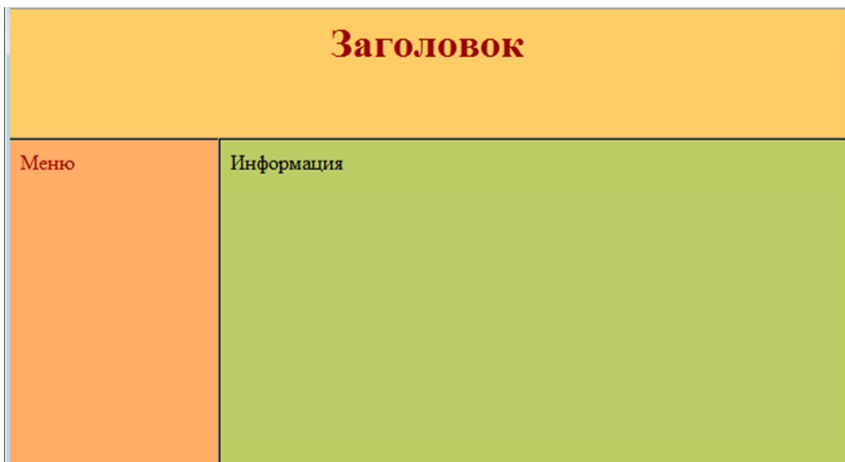 Заголовок
Меню
Информация